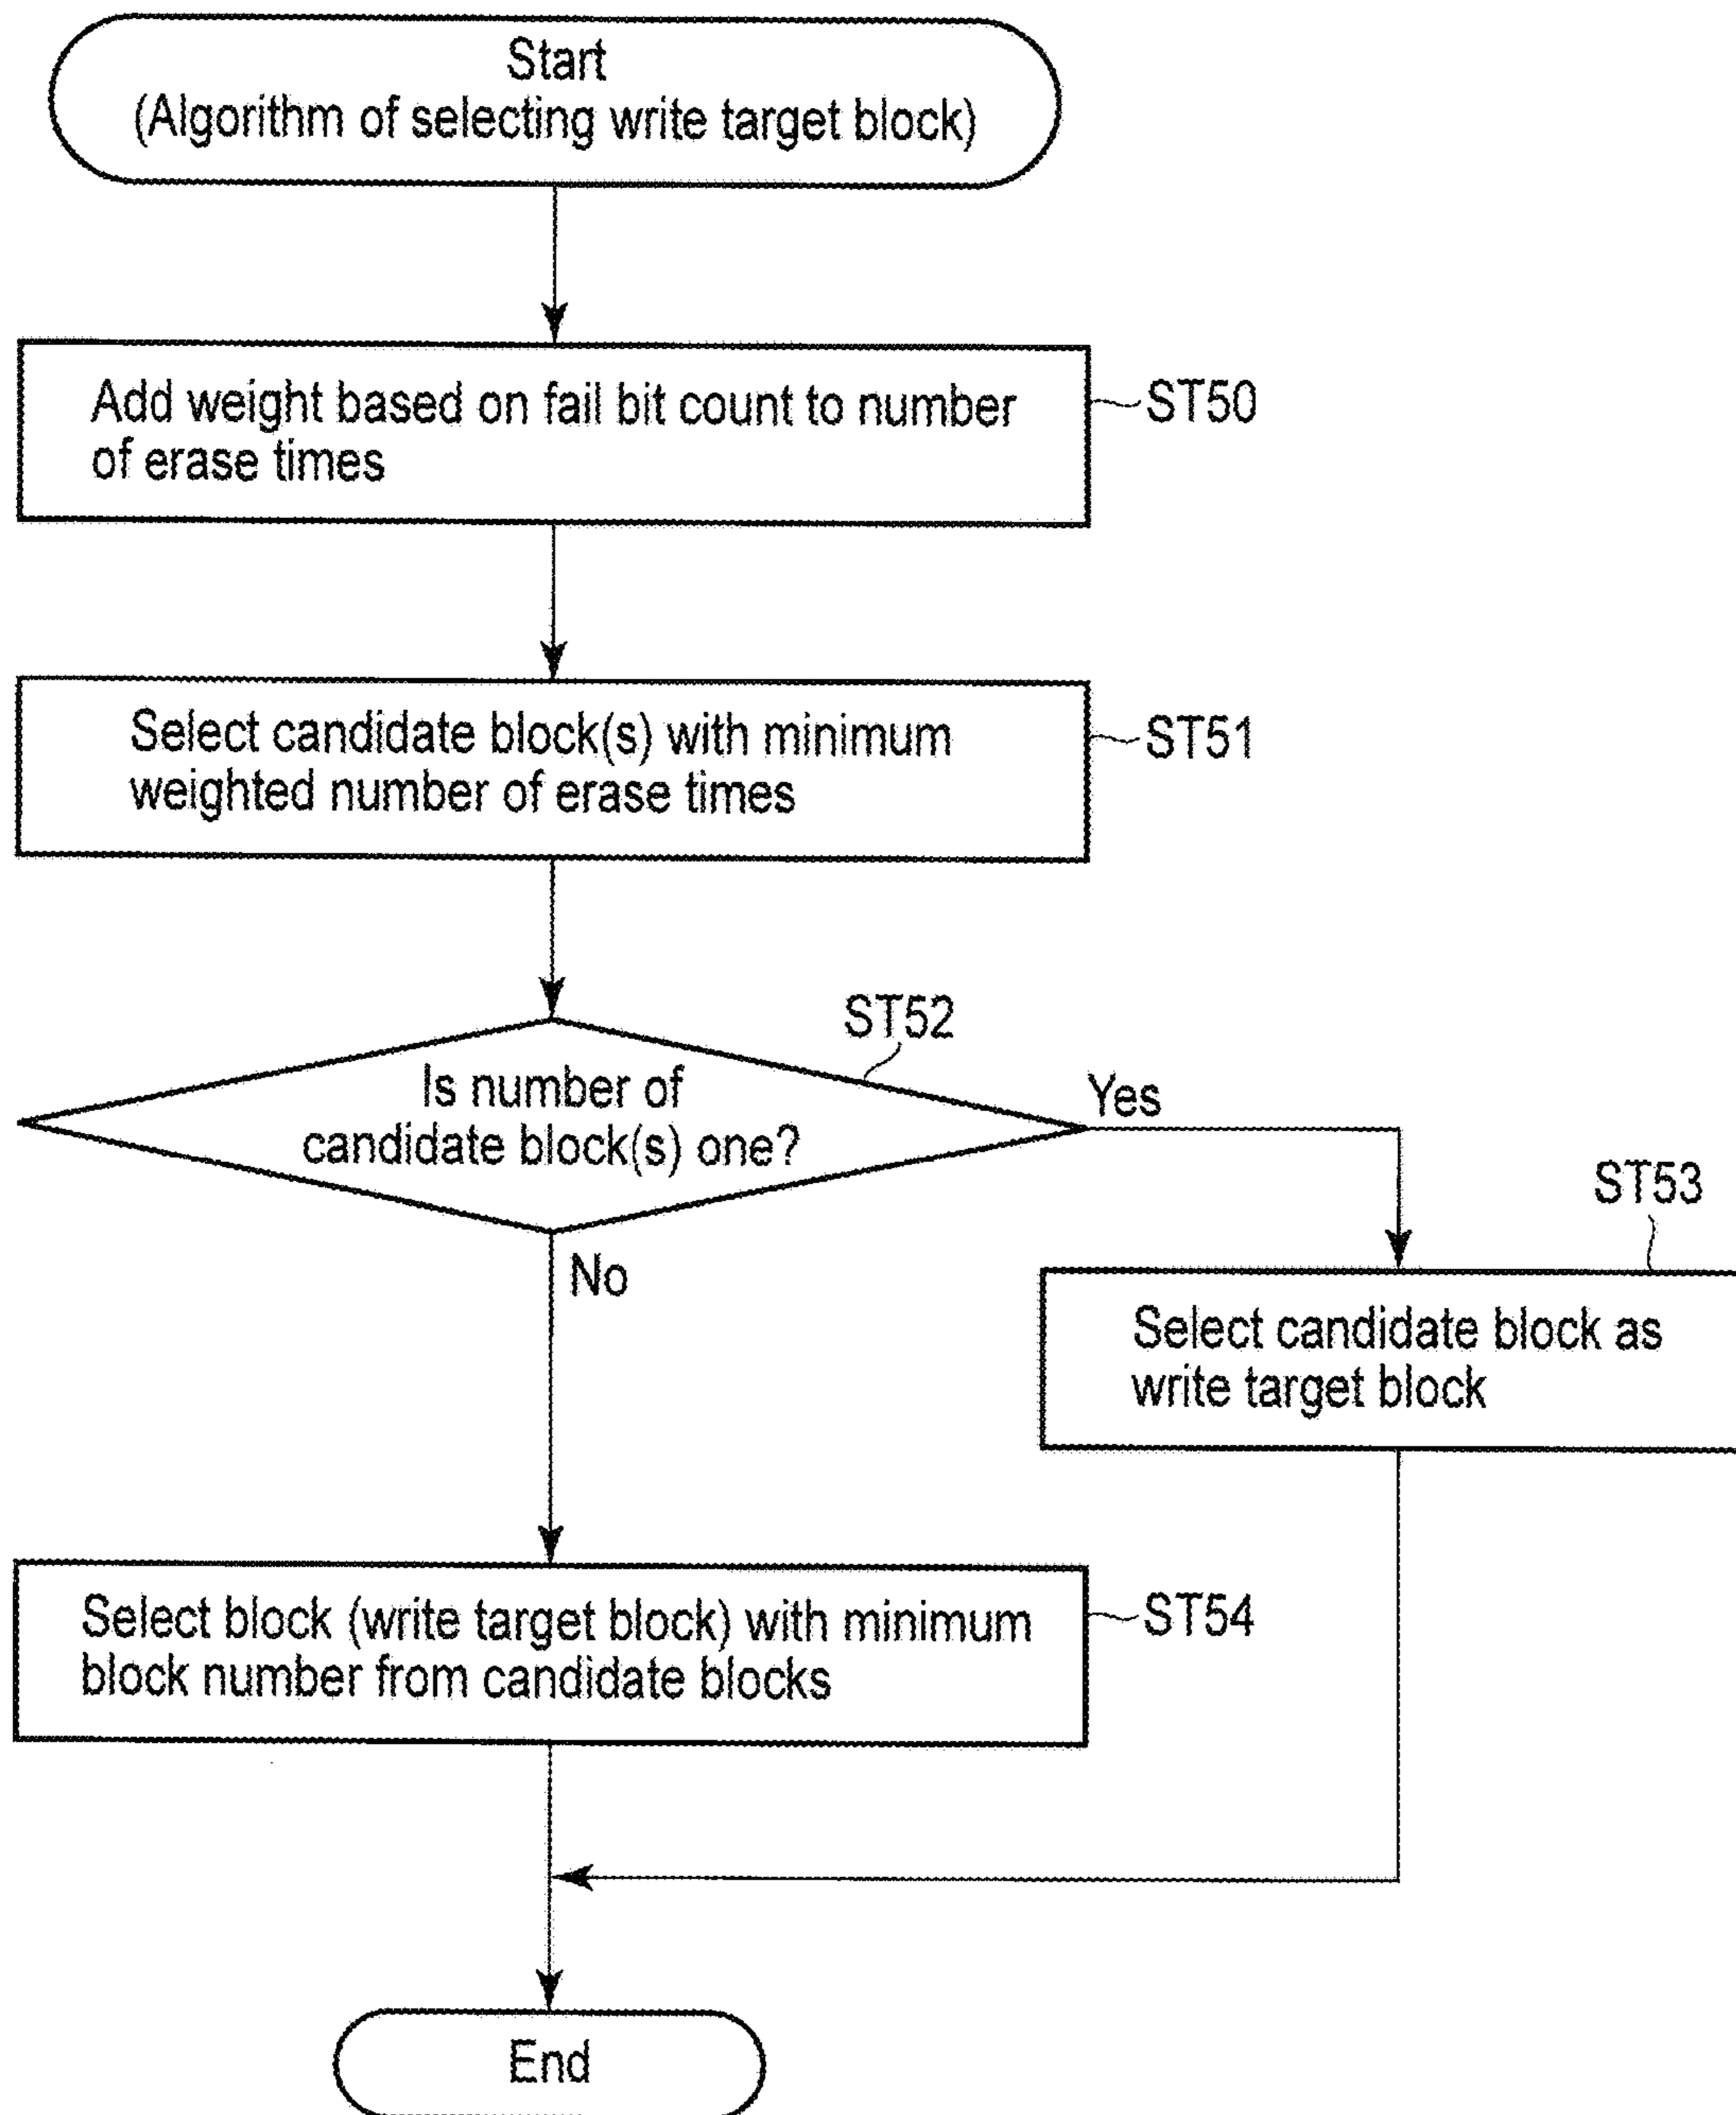 Start
(Algorithm of selecting write target block)
Add weight based on fail bit count to number
of erase times
ST50
Select candidate block(s) with minimum
weighted number of erase times
ST51
ST52
Is number of
candidate block(s) one?
Yes
No
ST53
Select candidate block as
write target block
Select block (write target block) with minimum
block number from candidate blocks
ST54
End